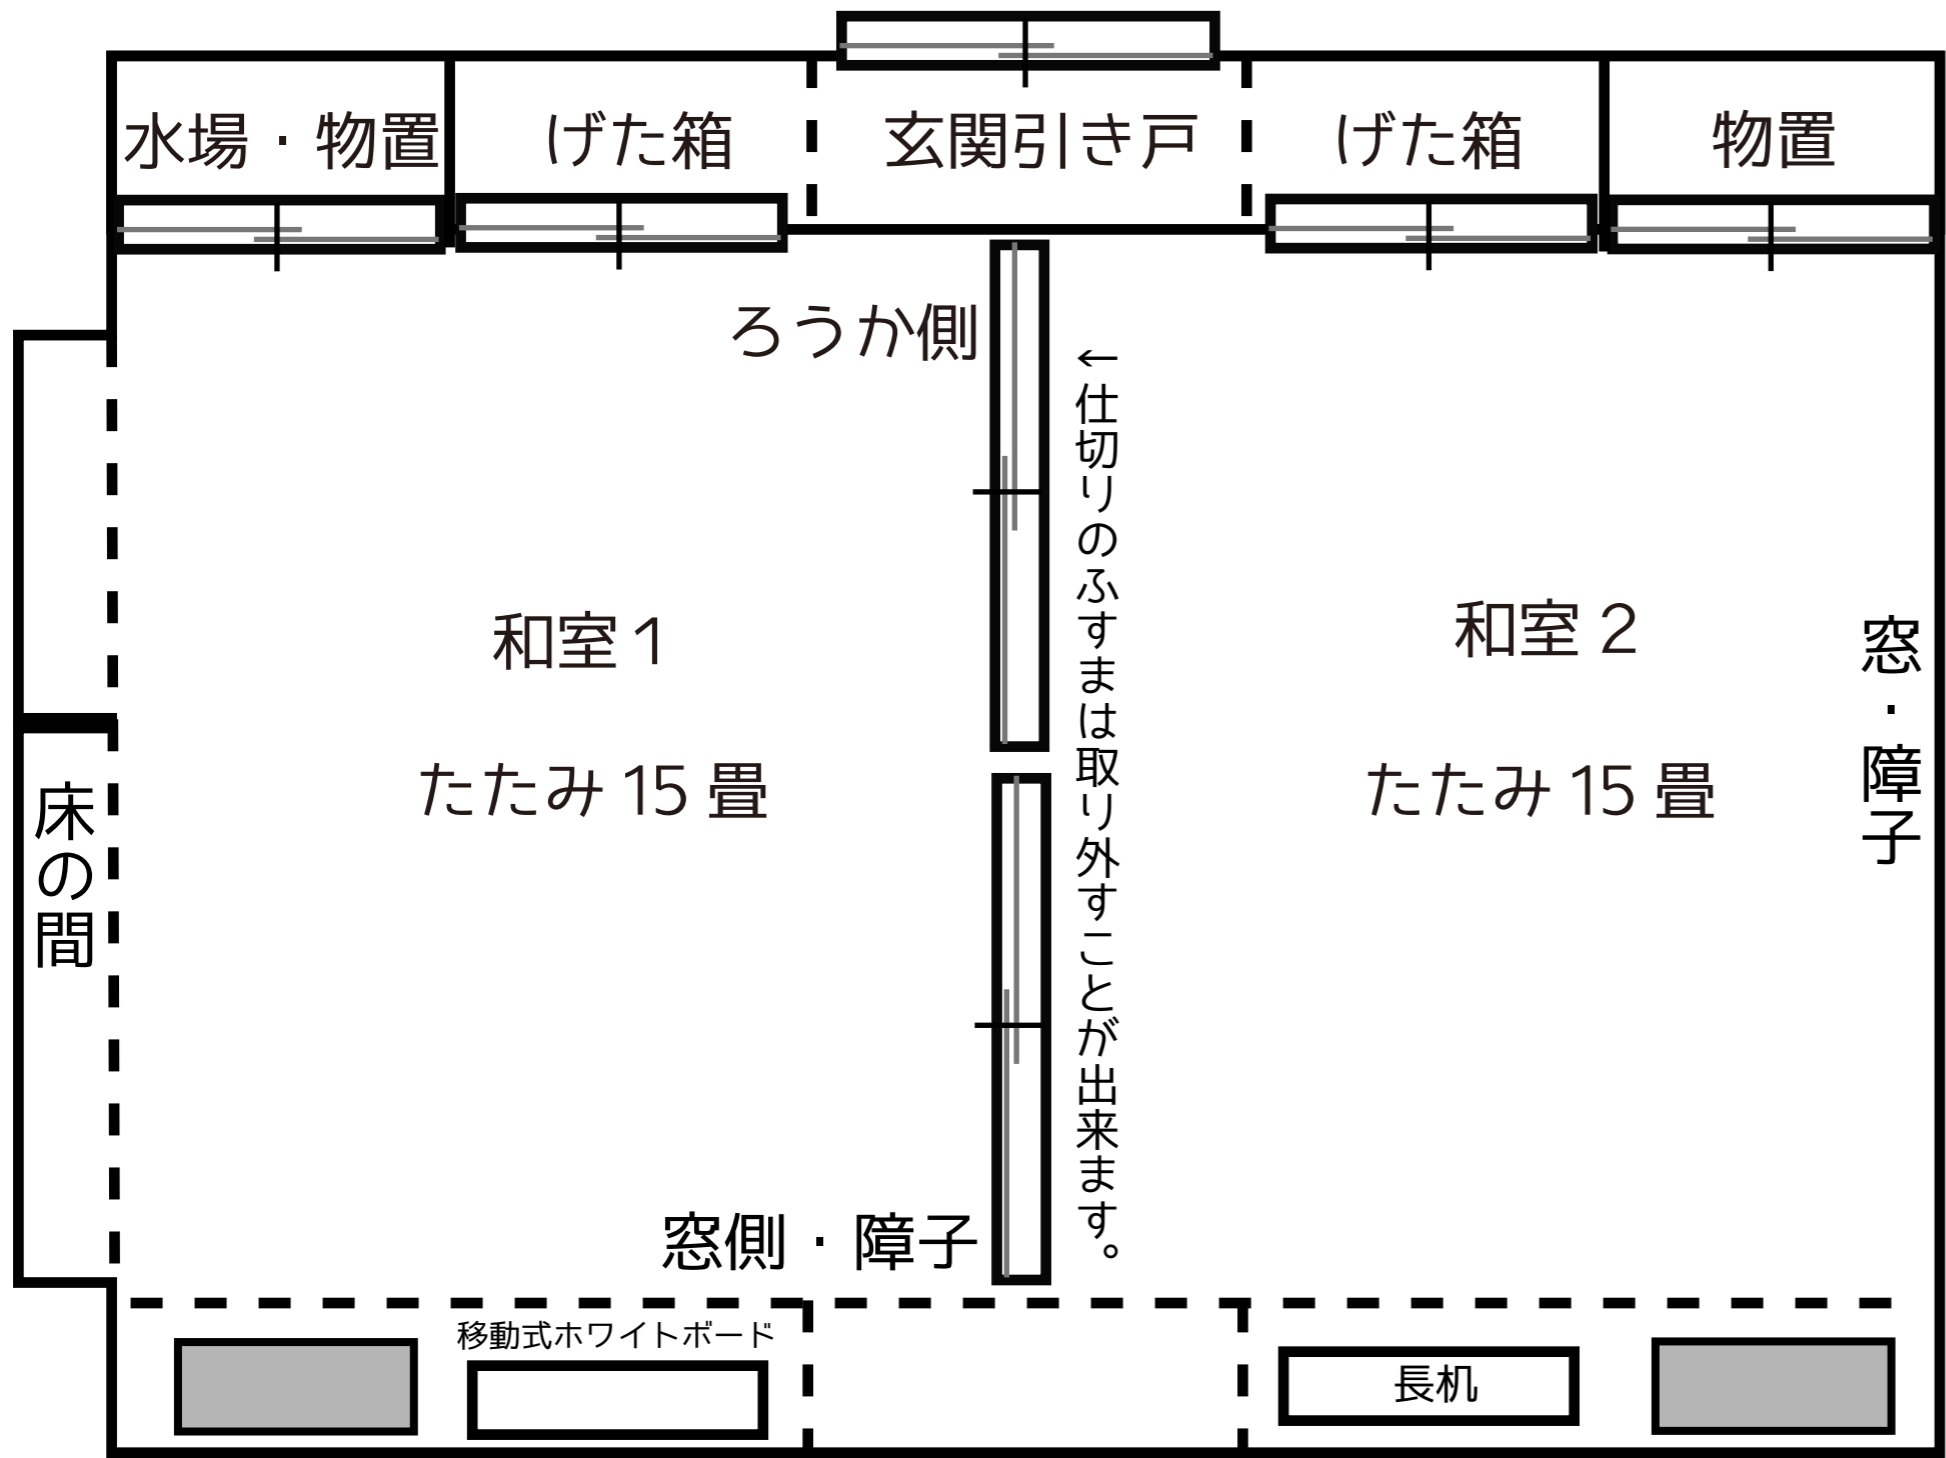 水場・物置
げた箱
玄関引き戸
げた箱
物置
ろうか側
←仕切りのふすまは取り外すことが出来ます。
和室1
たたみ15畳
和室2
たたみ15畳
窓・障子
床の間
窓側・障子
移動式ホワイトボード
長机